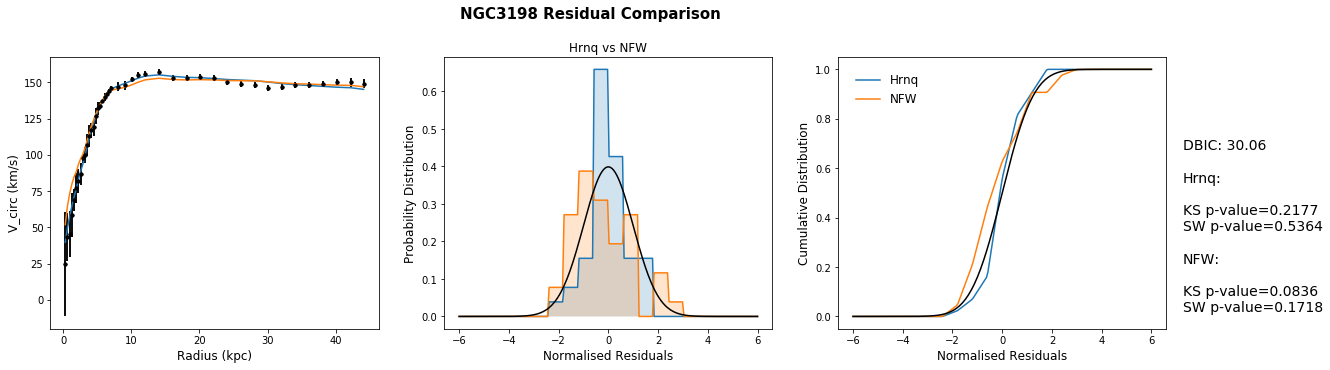 NGC3198 Residual Comparison
V_circ (km/s)
150
125
100
75
50
25
0
0
10
20
30
40
Radius (kpc)
Hrnq vs NFW
Probability Distribution
0.6
0.5
0.4
0.3
0.2
0.1
0.0
−6
−4
−2
0
2
4
6
Normalised Residuals
Cumulative Distribution
1.0
0.8
0.6
0.4
0.2
0.0
−6
−4
−2
0
2
4
6
Normalised Residuals
Hrnq
NFW
DBIC: 30.06
Hrnq:
KS p-value=0.2177
SW p-value=0.5364
NFW:
KS p-value=0.0836
SW p-value=0.1718